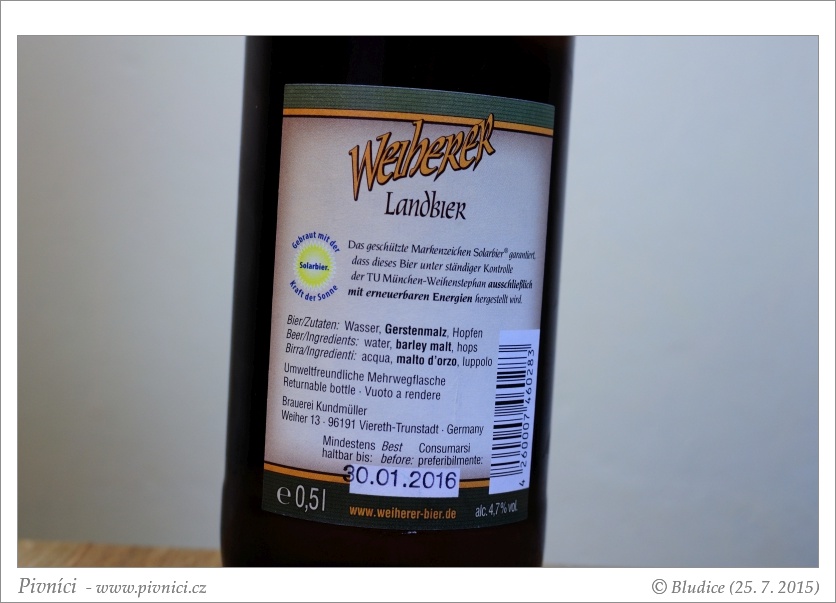 Weiherer
Landbier
Gebraut mit der
Solarbier.
Kraft der Sonne
Das geschützte Markenzeichen Solarbier® garantiert,
dass dieses Bier unter ständiger Kontrolle
der TU München-Weihenstephan ausschließlich
mit erneuerbaren Energien hergestellt wird.
Bier/Zutaten: Wasser, Gerstenmalz, Hopfen
Beer/Ingredients: water, barley malt, hops
Birra/Ingredienti: acqua, malto d'orzo, luppolo
Umweltfreundliche Mehrwegflasche
Returnable bottle · Vuoto a rendere
Brauerei Kundmüller
Weiher 13 · 96191 Viereth-Trunstadt · Germany
Mindestens Best Consumarsi
haltbar bis: before: preferibilmente:
30.01.2016
4 260007 460283
e 0,5l
www.weiherer-bier.de
alc. 4,7% vol.
Pivníci - www.pivnici.cz
© Bludice (25. 7. 2015)